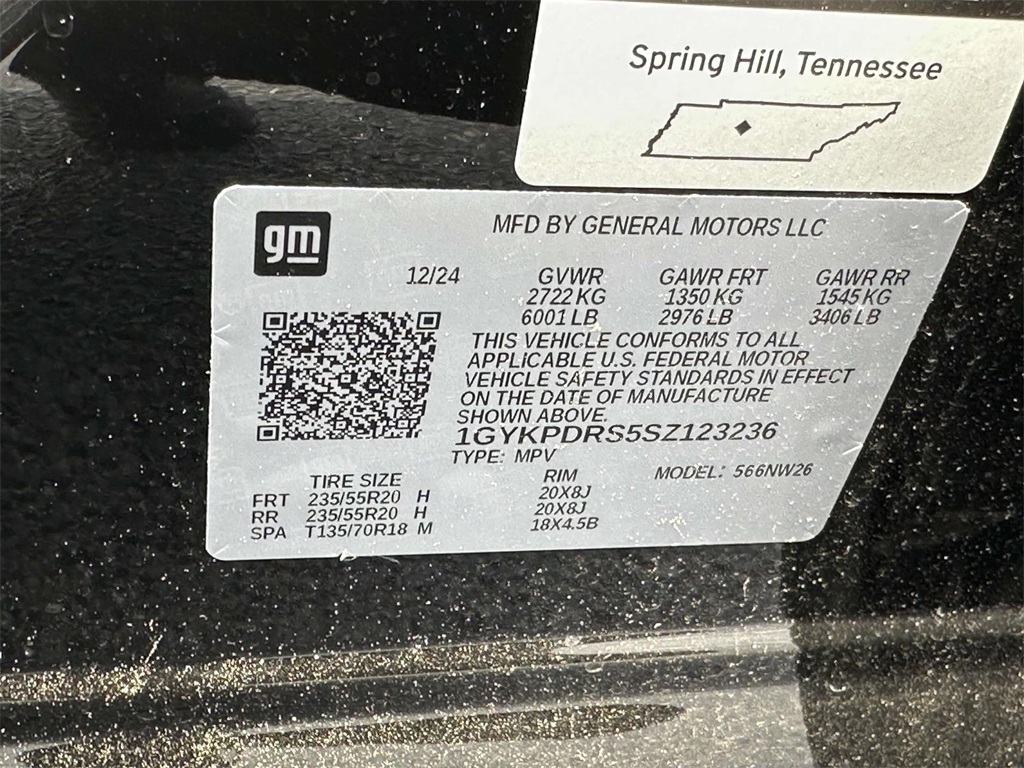 Spring Hill, Tennessee
gm
MFD BY GENERAL MOTORS LLC
12/24 GVWR GAWR FRT GAWR RR
2722 KG 1350 KG 1545 KG
6001 LB 2976 LB 3406 LB
THIS VEHICLE CONFORMS TO ALL
APPLICABLE U.S. FEDERAL MOTOR
VEHICLE SAFETY STANDARDS IN EFFECT
ON THE DATE OF MANUFACTURE
SHOWN ABOVE.
1GYKPDRS5SZ123236
TYPE: MPV MODEL: 566NW26
TIRE SIZE RIM
FRT 235/55R20 H 20X8J
RR 235/55R20 H 20X8J
SPA T135/70R18 M 18X4.5B